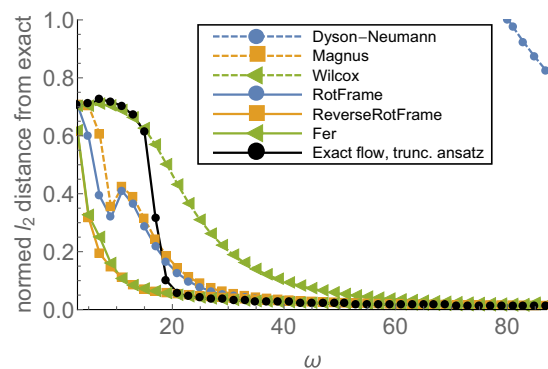 normed l2 distance from exact
1.0
0.8
0.6
0.4
0.2
0.0
Dyson–Neumann
Magnus
Wilcox
RotFrame
ReverseRotFrame
Fer
Exact flow, trunc. ansatz
20 40 60 80
ω